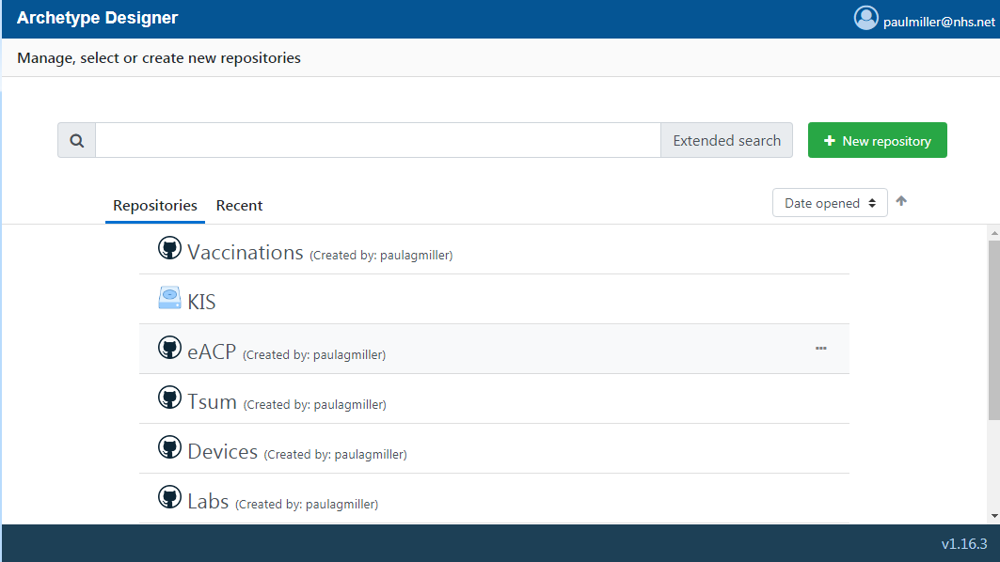 Archetype Designer
paulmiller@nhs.net
Manage, select or create new repositories
Extended search
New repository
Repositories
Recent
Date opened
Vaccinations (Created by: paulagmiller)
KIS
eACP (Created by: paulagmiller)
Tsum (Created by: paulagmiller)
Devices (Created by: paulagmiller)
Labs (Created by: paulagmiller)
v1.16.3